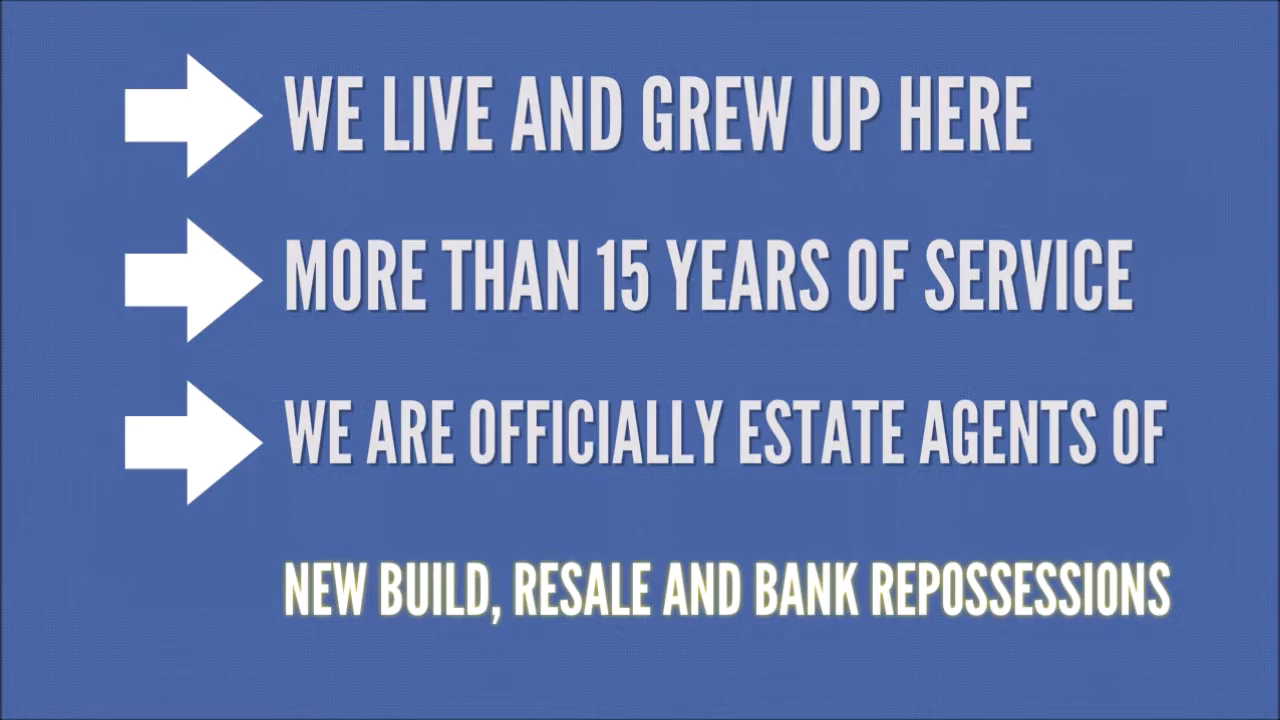 WE LIVE AND GREW UP HERE
MORE THAN 15 YEARS OF SERVICE
WE ARE OFFICIALLY ESTATE AGENTS OF
NEW BUILD, RESALE AND BANK REPOSSESSIONS